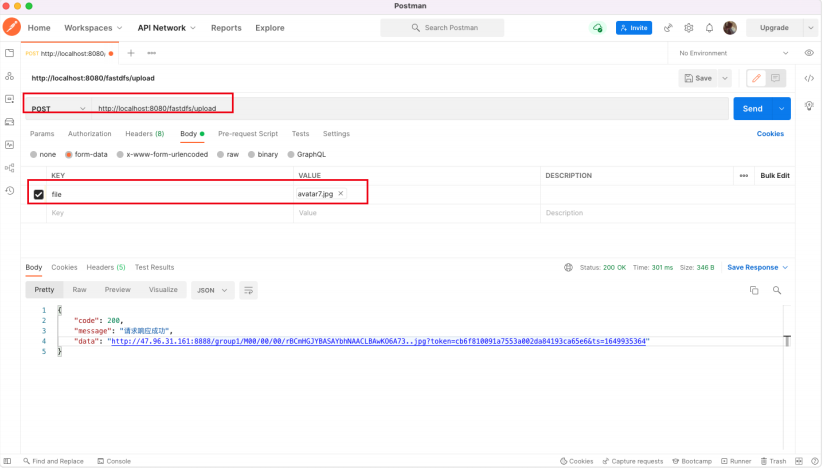 Postman
Home Workspaces API Network Reports Explore Search Postman Invite Upgrade
POST http://localhost:8080/ No Environment
http://localhost:8080/fastdfs/upload Save
POST http://localhost:8080/fastdfs/upload Send
Params Authorization Headers (8) Body Pre-request Script Tests Settings Cookies
none form-data x-www-form-urlencoded raw binary GraphQL
KEY VALUE DESCRIPTION Bulk Edit
file avatar7.jpg
Key Value Description
Body Cookies Headers (5) Test Results Status: 200 OK Time: 301 ms Size: 346 B Save Response
Pretty Raw Preview Visualize JSON
1 {
2 "code": 200,
3 "message": "请求响应成功",
4 "data": "http://47.96.31.161:8888/group1/M00/00/00/rBCmHGJYBASAYbhNAACLBAwKO6A73..jpg?token=cb6f810091a7553a002da84193ca65e6&ts=1649935364"
5 }
Find and Replace Console Cookies Capture requests Bootcamp Runner Trash